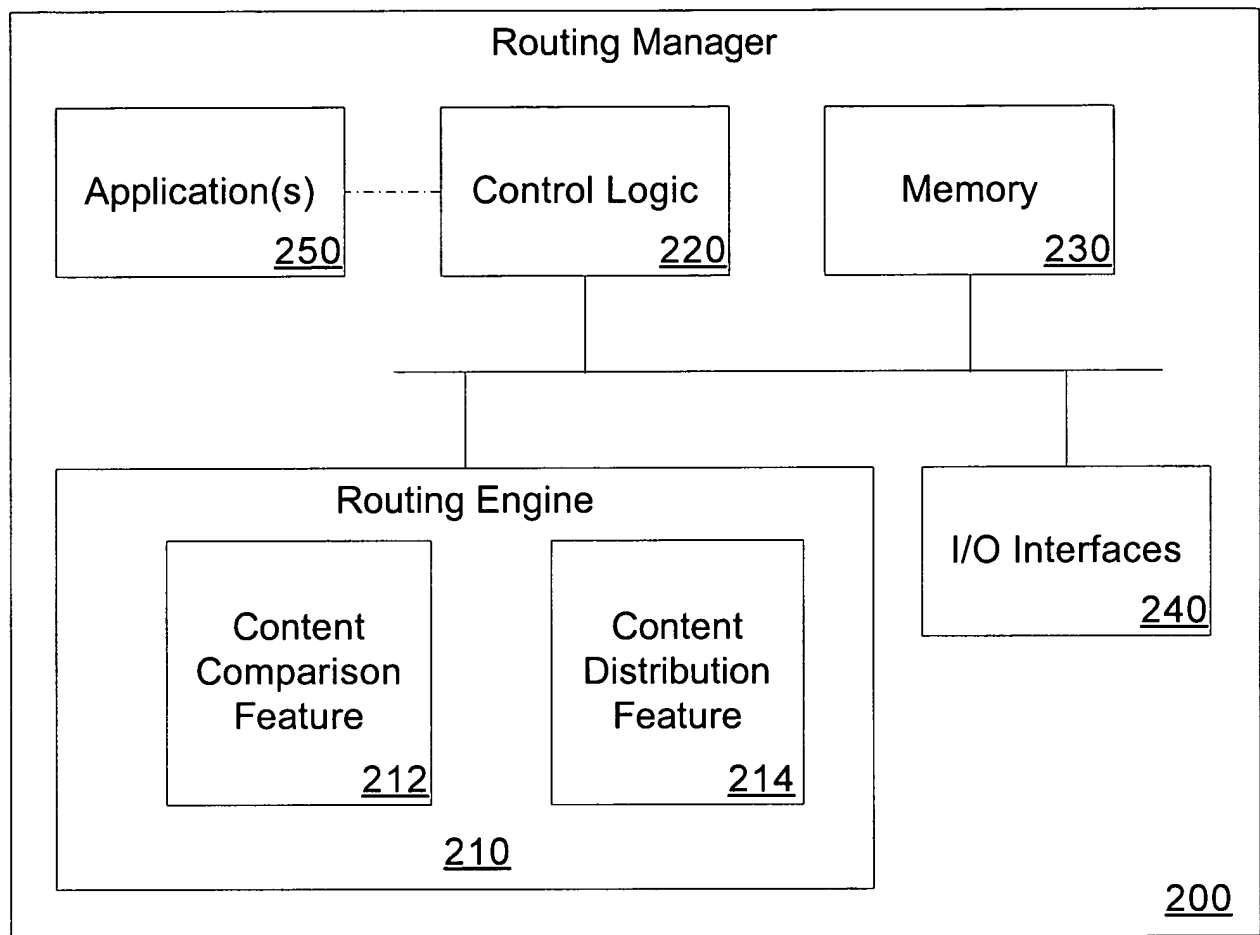 Routing Manager
Application(s)
250
Control Logic
220
Memory
230
Routing Engine
Content
Comparison
Feature
212
Content
Distribution
Feature
214
210
I/O Interfaces
240
200